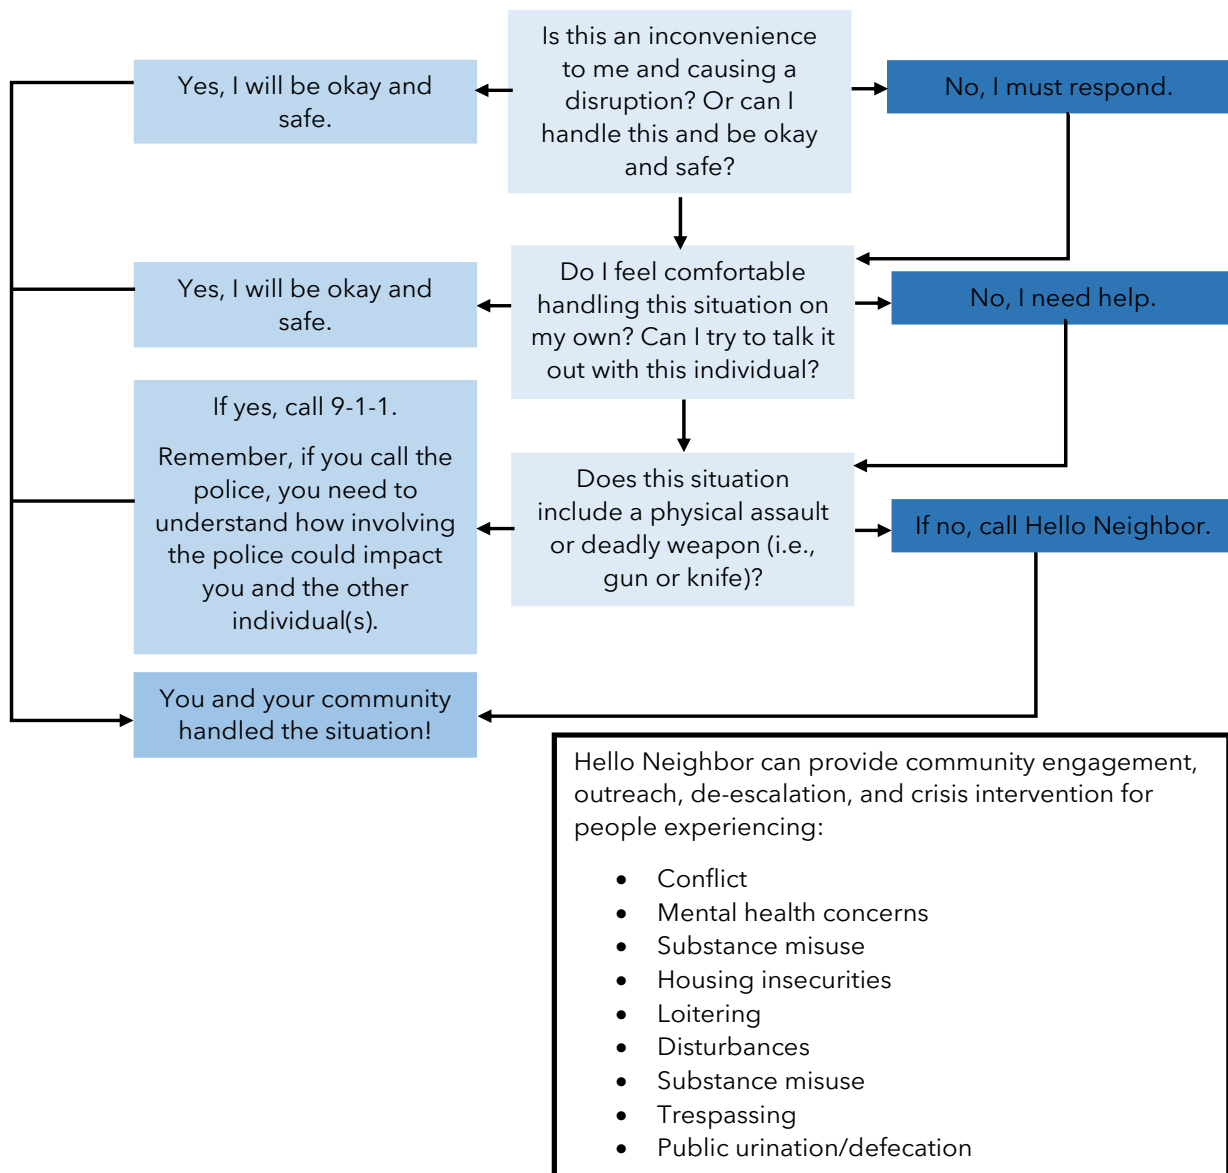 Is this an inconvenience
to me and causing a
disruption? Or can I
handle this and be okay
and safe?
Yes, I will be okay and
safe.
No, I must respond.
Do I feel comfortable
handling this situation on
my own? Can I try to talk it
out with this individual?
Yes, I will be okay and
safe.
No, I need help.
Does this situation
include a physical assault
or deadly weapon (i.e.,
gun or knife)?
If yes, call 9-1-1.
Remember, if you call the
police, you need to
understand how involving
the police could impact
you and the other
individual(s).
If no, call Hello Neighbor.
You and your community
handled the situation!
Hello Neighbor can provide community engagement,
outreach, de-escalation, and crisis intervention for
people experiencing:
• Conflict
• Mental health concerns
• Substance misuse
• Housing insecurities
• Loitering
• Disturbances
• Substance misuse
• Trespassing
• Public urination/defecation